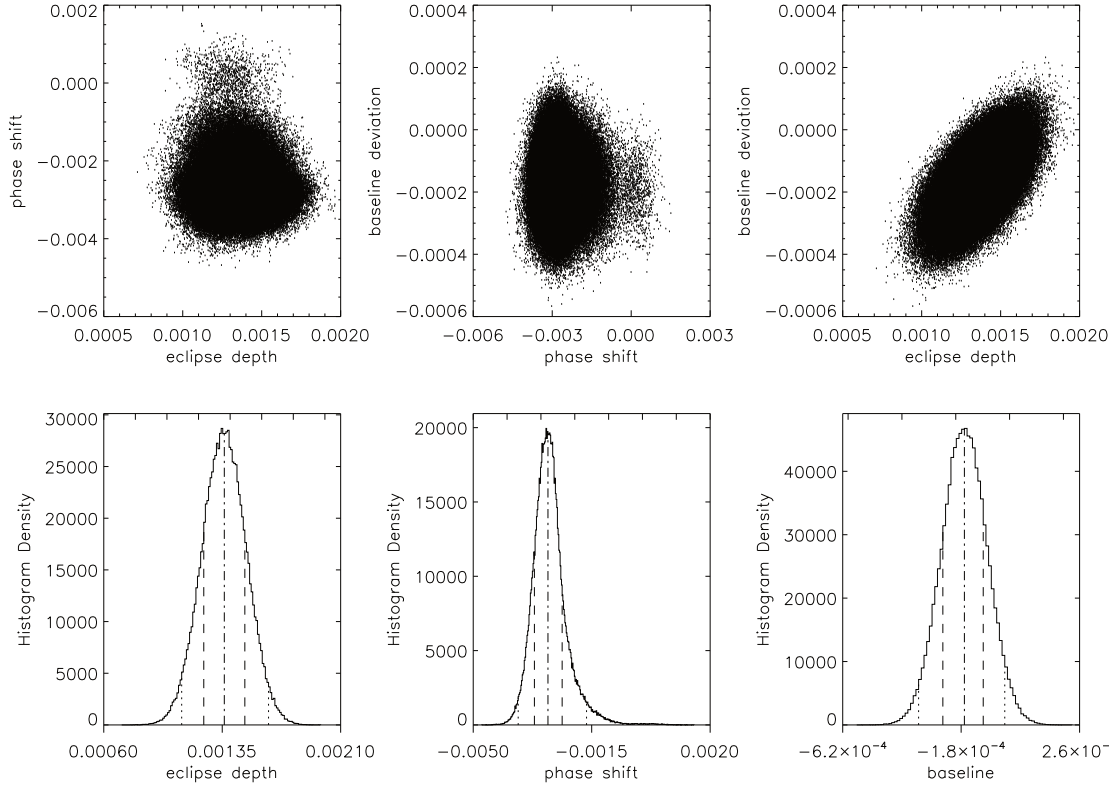 0.002
0.000
−0.002
−0.004
−0.006
phase shift
0.0005 0.0010 0.0015 0.0020
eclipse depth
0.0004
0.0002
0.0000
−0.0002
−0.0004
−0.0006
baseline deviation
−0.006 −0.003 0.000 0.003
phase shift
0.0004
0.0002
0.0000
−0.0002
−0.0004
−0.0006
baseline deviation
0.0005 0.0010 0.0015 0.0020
eclipse depth
30000
25000
20000
15000
10000
5000
0
Histogram Density
0.00060 0.00135 0.00210
eclipse depth
20000
15000
10000
5000
0
Histogram Density
−0.0050 −0.0015 0.0020
phase shift
40000
30000
20000
10000
0
Histogram Density
−6.2×10⁻⁴ −1.8×10⁻⁴ 2.6×10⁻
baseline